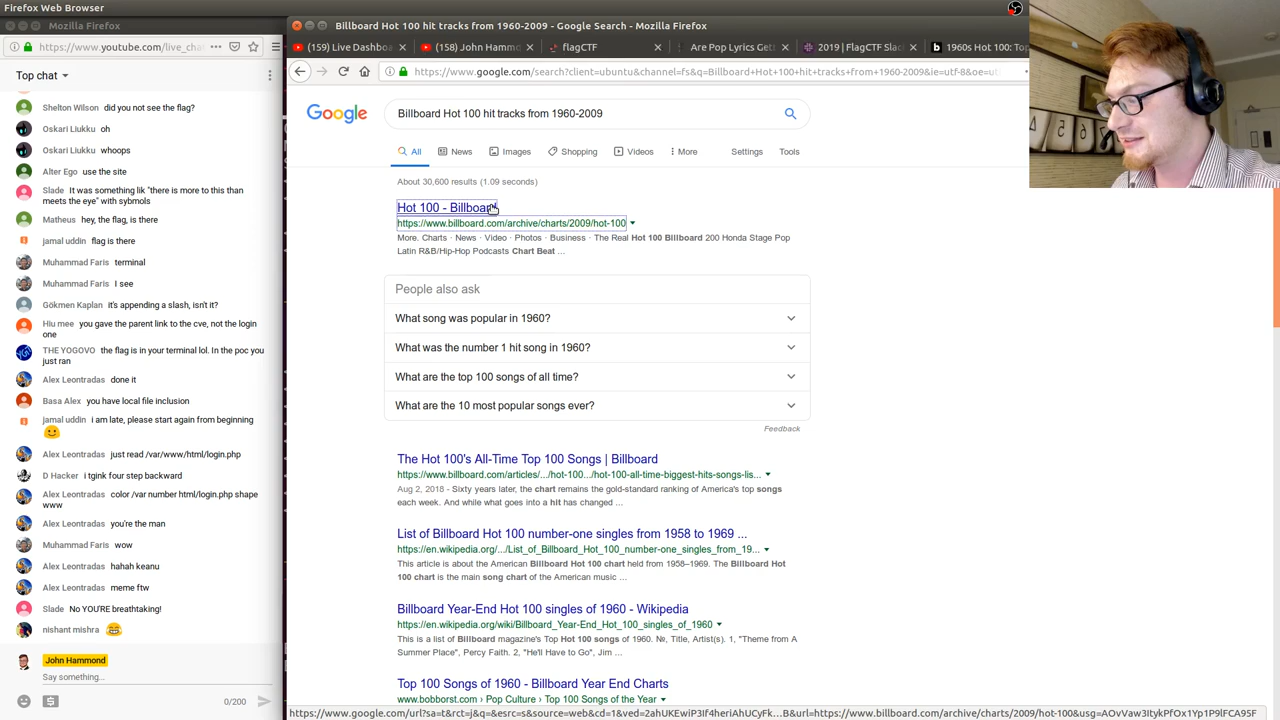 Firefox Web Browser
Mozilla Firefox
https://www.youtube.com/live_chat
Top chat
Shelton Wilson did you not see the flag?
Oskari Liukku oh
Oskari Liukku whoops
Alter Ego use the site
Slade It was something lik "there is more to this than
meets the eye" with sybmols
Matheus hey, the flag, is there
jamal uddin flag is there
Muhammad Faris terminal
Muhammad Faris I see
Gökmen Kaplan it's appending a slash, isn't it?
Hiu mee you gave the parent link to the cve, not the login
one
THE YOGOVO the flag is in your terminal lol. In the poc you
just ran
Alex Leontradas done it
Basa Alex you have local file inclusion
jamal uddin i am late, please start again from beginning
Alex Leontradas just read /var/www/html/login.php
D Hacker i tgink four step backward
Alex Leontradas color /var number html/login.php shape
www
Alex Leontradas you're the man
Muhammad Faris wow
Alex Leontradas hahah keanu
Alex Leontradas meme ftw
Slade No YOU'RE breathtaking!
nishant mishra
John Hammond
Say something...
0/200
Billboard Hot 100 hit tracks from 1960-2009 - Google Search - Mozilla Firefox
(159) Live Dashboa
(158) John Hammo
flagCTF
Are Pop Lyrics Gett
2019 | FlagCTF Slac
1960s Hot 100: Top
https://www.google.com/search?client=ubuntu&channel=fs&q=Billboard+Hot+100+hit+tracks+from+1960-2009&ie=utf-8&oe=ut
Google
Billboard Hot 100 hit tracks from 1960-2009
All
News
Images
Shopping
Videos
More
Settings
Tools
About 30,600 results (1.09 seconds)
Hot 100 - Billboard
https://www.billboard.com/archive/charts/2009/hot-100
More. Charts · News · Video · Photos · Business · The Real Hot 100 Billboard 200 Honda Stage Pop
Latin R&B/Hip-Hop Podcasts Chart Beat ...
People also ask
What song was popular in 1960?
What was the number 1 hit song in 1960?
What are the top 100 songs of all time?
What are the 10 most popular songs ever?
Feedback
The Hot 100's All-Time Top 100 Songs | Billboard
https://www.billboard.com/articles/.../hot-100.../hot-100-all-time-biggest-hits-songs-lis...
Aug 2, 2018 - Sixty years later, the chart remains the gold-standard ranking of America's top songs
each week. And while what goes into a hit has changed ...
List of Billboard Hot 100 number-one singles from 1958 to 1969 ...
https://en.wikipedia.org/.../List_of_Billboard_Hot_100_number-one_singles_from_19...
This article is about the American Billboard Hot 100 chart held from 1958–1969. The Billboard Hot
100 chart is the main song chart of the American music ...
Billboard Year-End Hot 100 singles of 1960 - Wikipedia
https://en.wikipedia.org/wiki/Billboard_Year-End_Hot_100_singles_of_1960
This is a list of Billboard magazine's Top Hot 100 songs of 1960. №, Title, Artist(s). 1, "Theme from A
Summer Place", Percy Faith. 2, "He'll Have to Go", Jim ...
Top 100 Songs of 1960 - Billboard Year End Charts
www.bobborst.com › Pop Culture › Top 100 Songs of the Year